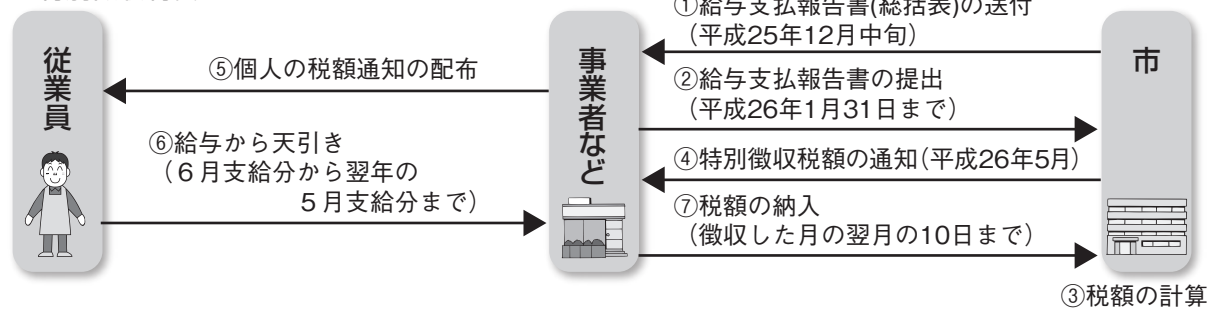 ①給与支払報告書(総括表)の送付
(平成25年12月中旬)
従業員
⑤個人の税額通知の配布
事業者など
市
②給与支払報告書の提出
(平成26年1月31日まで)
⑥給与から天引き
(6月支給分から翌年の
5月支給分まで)
④特別徴収税額の通知(平成26年5月)
⑦税額の納入
(徴収した月の翌月の10日まで)
③税額の計算